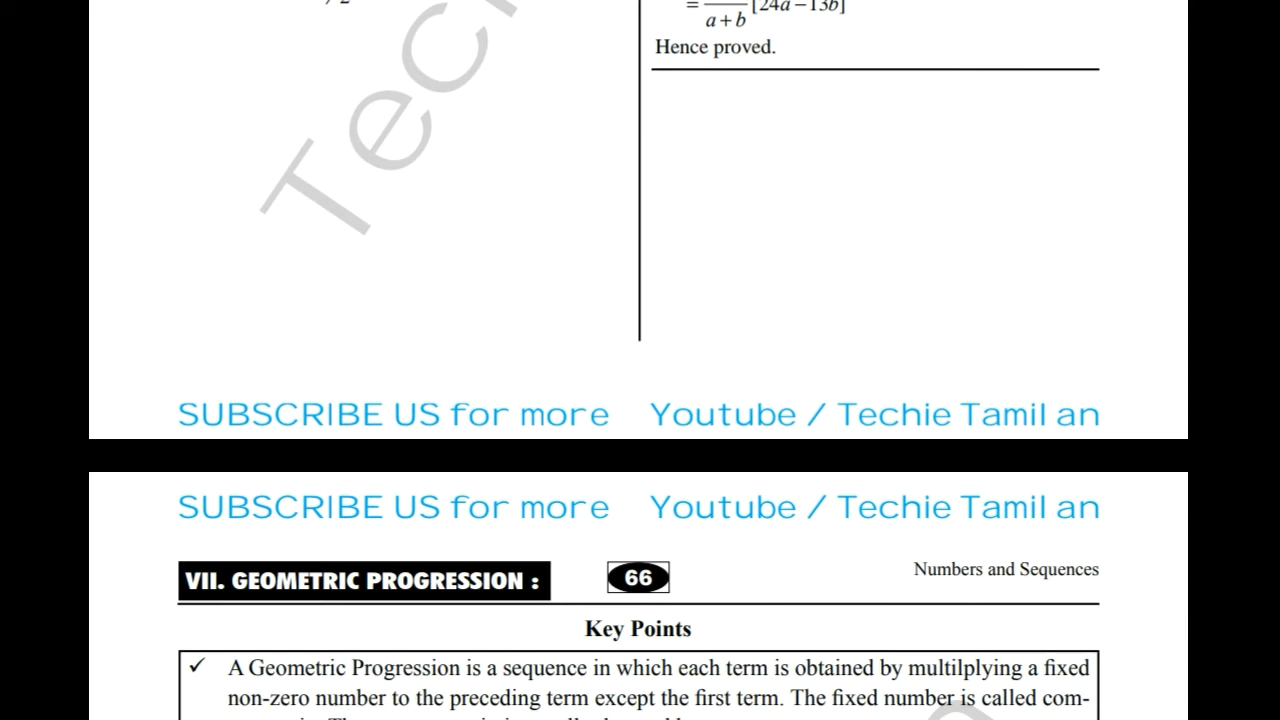 = [24a – 13b]
a + b
Hence proved.
Tec
SUBSCRIBE US for more Youtube / Techie Tamil an
SUBSCRIBE US for more Youtube / Techie Tamil an
VII. GEOMETRIC PROGRESSION :
66
Numbers and Sequences
Key Points
✓ A Geometric Progression is a sequence in which each term is obtained by multilplying a fixed
non-zero number to the preceding term except the first term. The fixed number is called com-